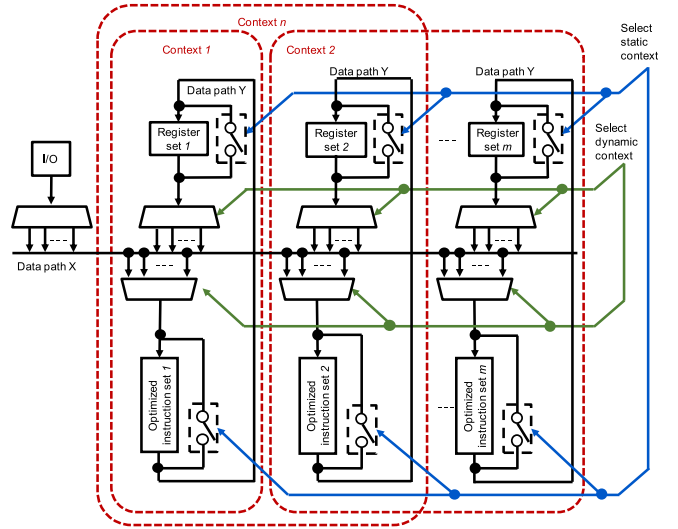 Context n
Select
static
context
Context 1
Context 2
Data path Y
Data path Y
Data path Y
Register
set 1
Register
set 2
Register
set m
Select
dynamic
context
I/O
Data path X
Optimized
instruction set 1
Optimized
instruction set 2
Optimized
instruction set m